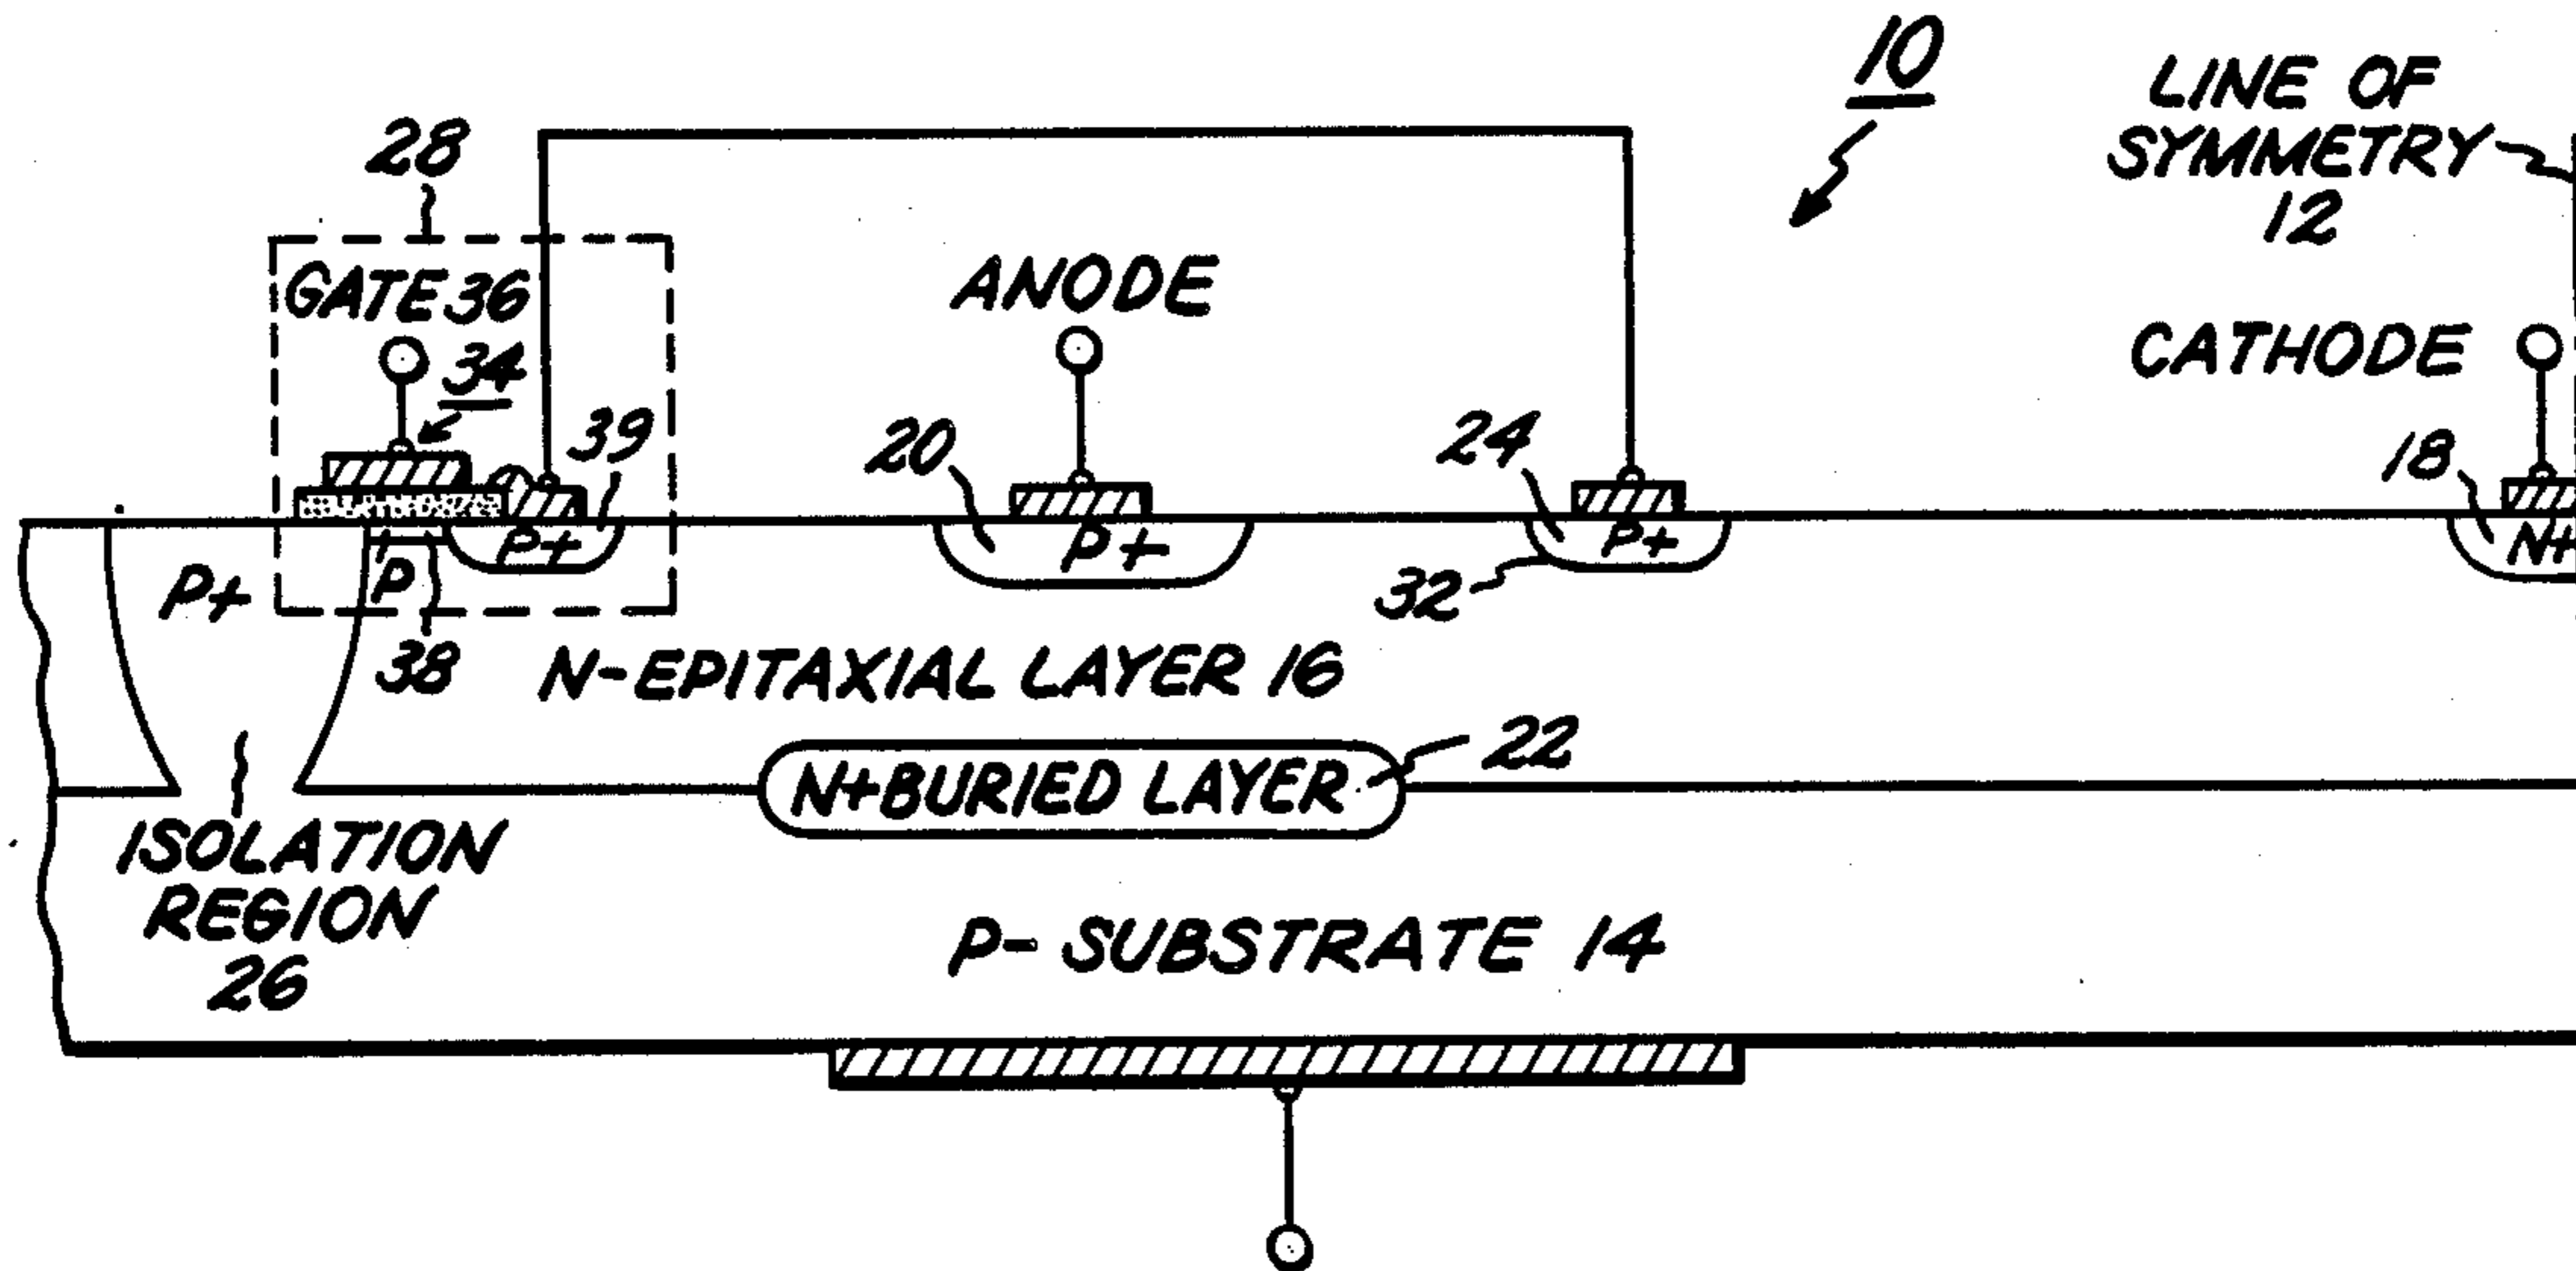 10
LINE OF
SYMMETRY
12
28
GATE 36
34
ANODE
CATHODE
39
20
24
18
P+
P+
P+
N+
P+
P
32
38
N-EPITAXIAL LAYER 16
22
N+BURIED LAYER
ISOLATION
REGION
26
P- SUBSTRATE 14